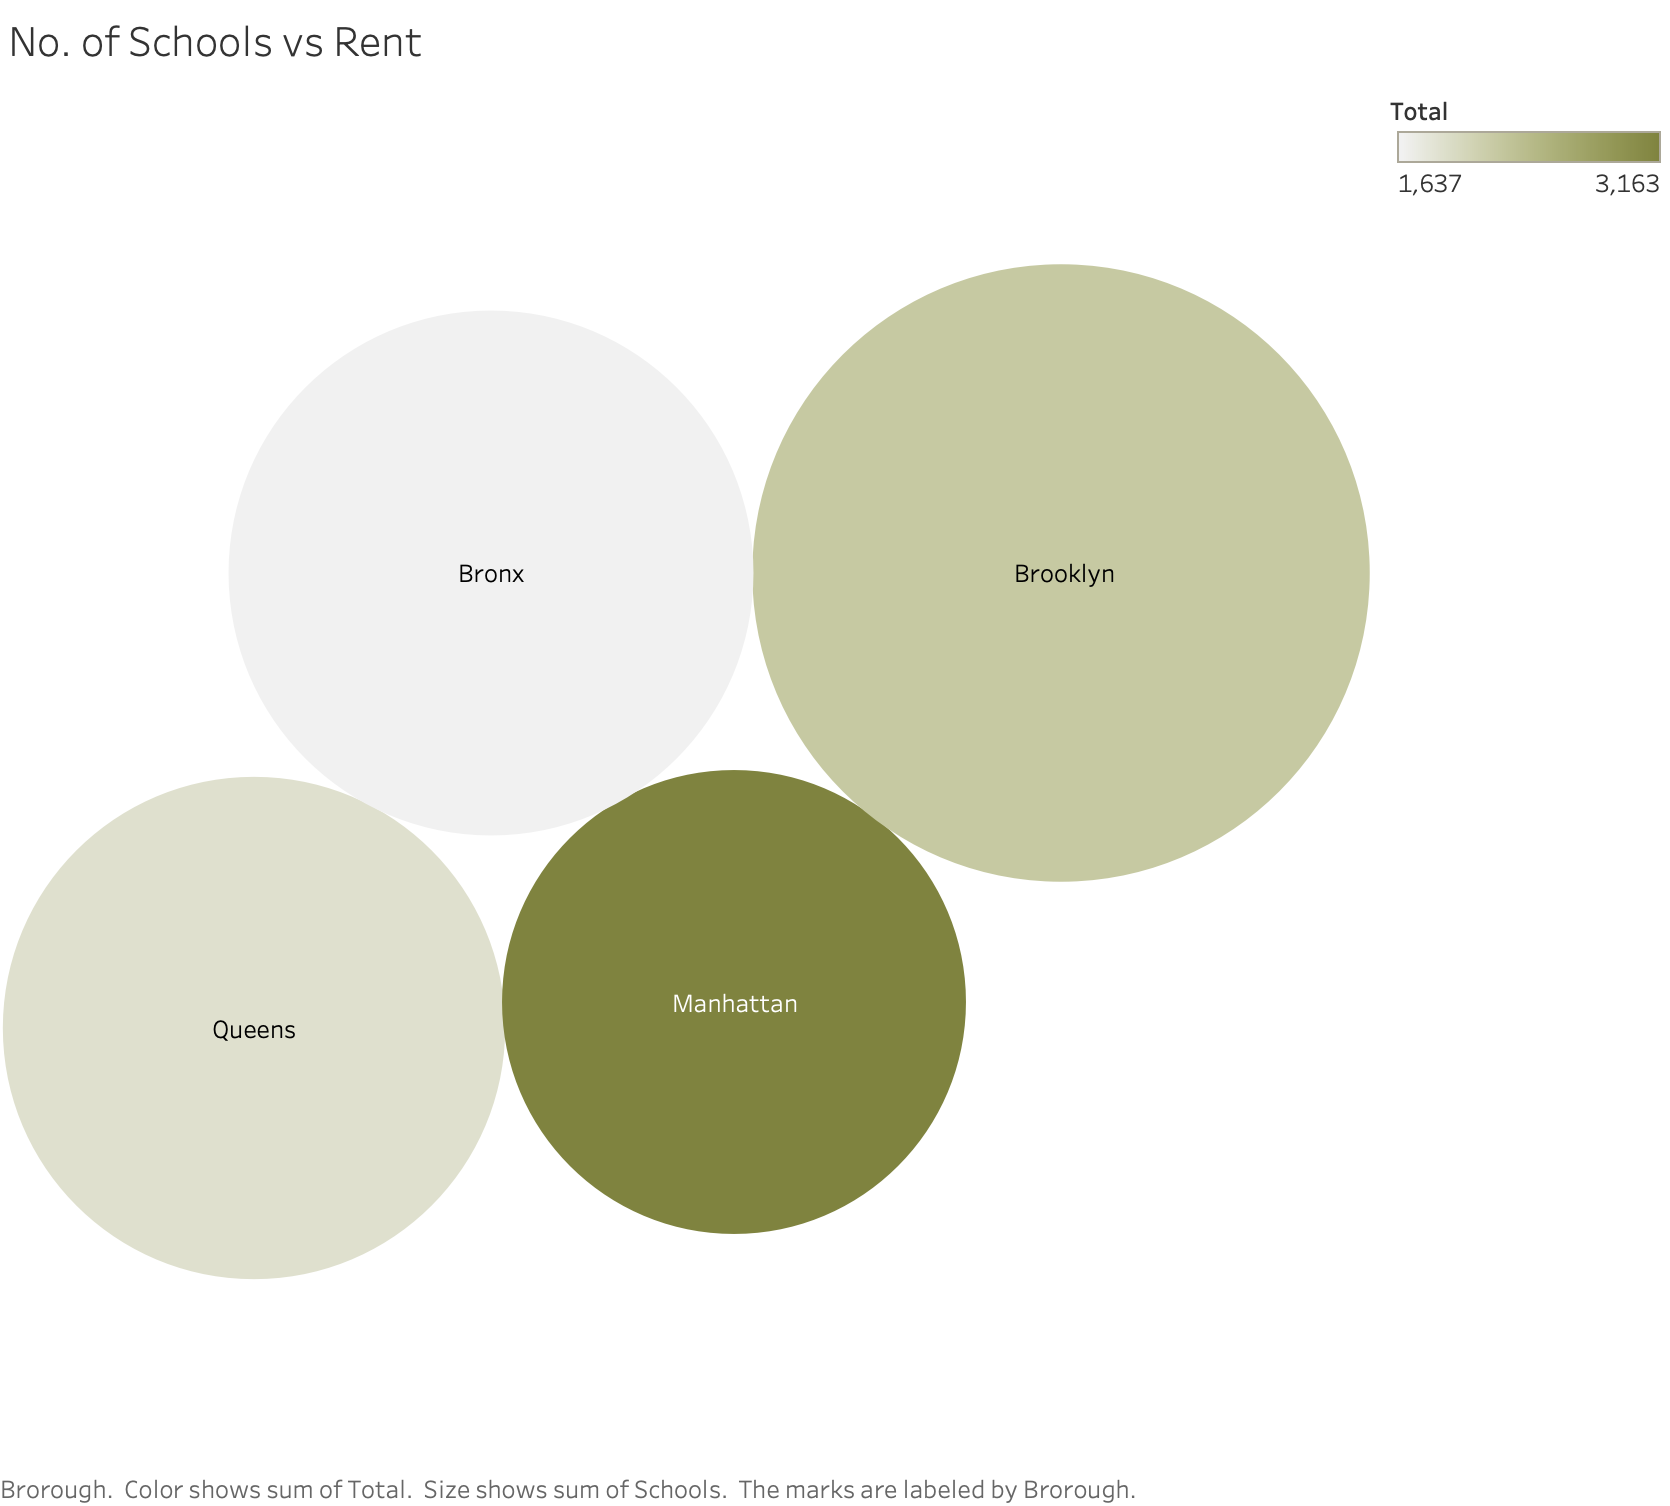 No. of Schools vs Rent
Total
1,637 3,163
Bronx
Brooklyn
Manhattan
Queens
Brorough. Color shows sum of Total. Size shows sum of Schools. The marks are labeled by Brorough.